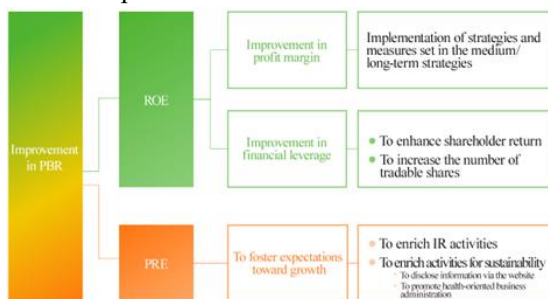 Improvement
in PBR
ROE
Improvement in
profit margin
Implementation of strategies and
measures set in the medium/
long-term strategies
Improvement in
financial leverage
To enhance shareholder return
To increase the number of
tradable shares
PRE
To foster expectations
toward growth
To enrich IR activities
To enrich activities for sustainability
To disclose information via the website
To promote health-oriented business
administration